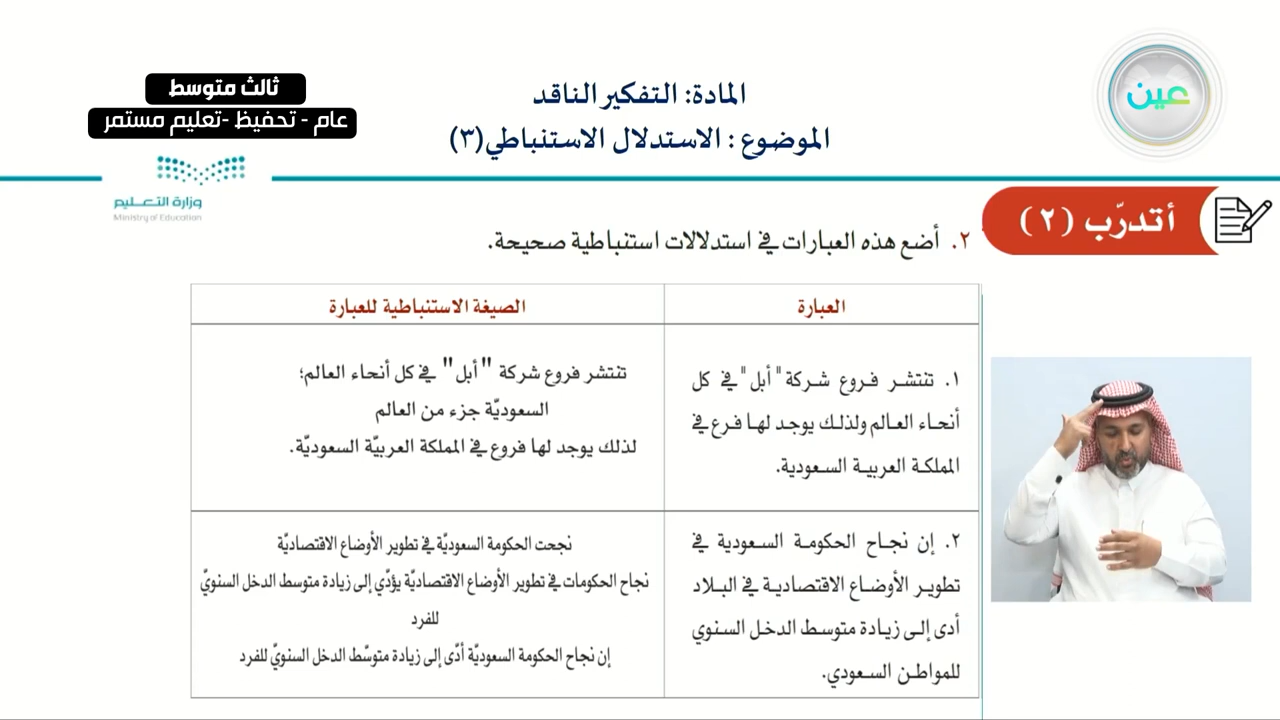 عين
المادة: التفكير الناقد
الموضوع : الاستدلال الاستنباطي(٣)
ثالث متوسط
عام - تحفيظ -تعليم مستمر
وزارة التعـــليم
Ministry of Education
أتدرّب (٢)
٢. أضع هذه العبارات في استدلالات استنباطية صحيحة.
العبارة
الصيغة الاستنباطية للعبارة
١. تنتشر فروع شركة "أبل" في كل
أنحاء العالم ولذلك يوجد لها فرع في
المملكة العربية السعودية.
تنتشر فروع شركة "أبل" في كل أنحاء العالم؛
السعوديّة جزء من العالم
لذلك يوجد لها فروع في المملكة العربيّة السعوديّة.
٢. إن نجاح الحكومة السعودية في
تطوير الأوضاع الاقتصادية في البلاد
أدى إلى زيادة متوسط الدخل السنوي
للمواطن السعودي.
نجحت الحكومة السعوديّة في تطوير الأوضاع الاقتصاديّة
نجاح الحكومات في تطوير الأوضاع الاقتصاديّة يؤدّي إلى زيادة متوسط الدخل السنويّ
للفرد
إن نجاح الحكومة السعوديّة أدّى إلى زيادة متوسّط الدخل السنويّ للفرد